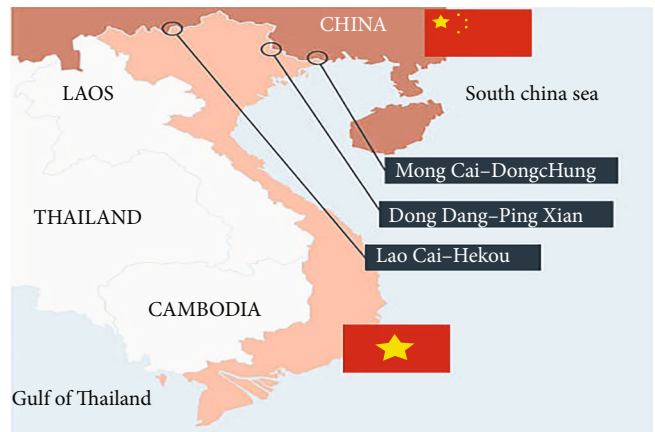 CHINA
LAOS
South china sea
Mong Cai–DongcHung
THAILAND
Dong Dang–Ping Xian
Lao Cai–Hekou
CAMBODIA
Gulf of Thailand